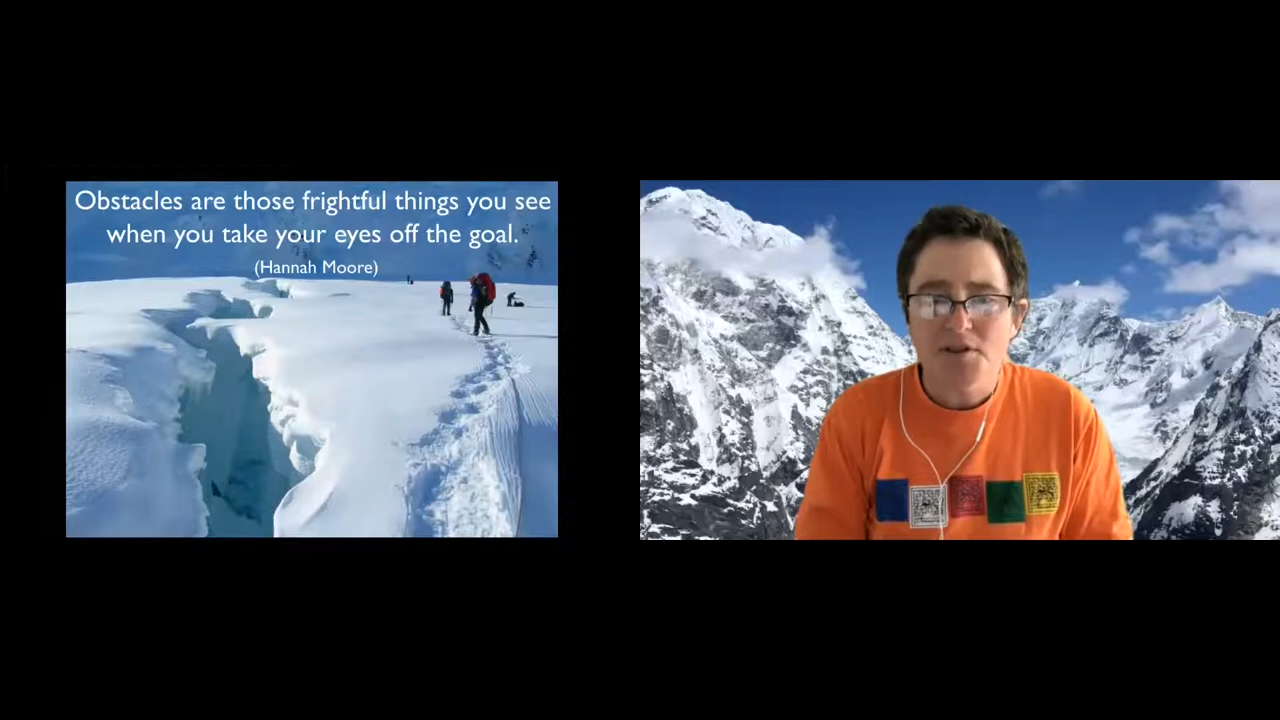 Obstacles are those frightful things you see
when you take your eyes off the goal.
(Hannah Moore)